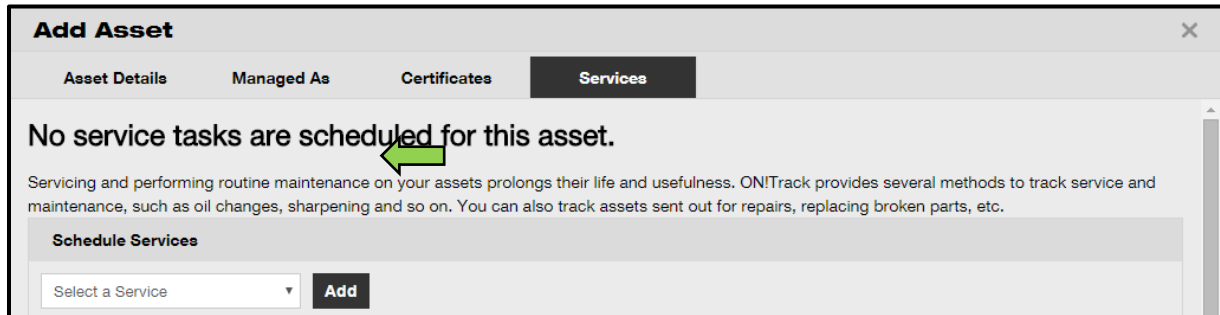 Add Asset
Asset Details Managed As Certificates Services
No service tasks are scheduled for this asset.
Servicing and performing routine maintenance on your assets prolongs their life and usefulness. ON!Track provides several methods to track service and
maintenance, such as oil changes, sharpening and so on. You can also track assets sent out for repairs, replacing broken parts, etc.
Schedule Services
Select a Service Add